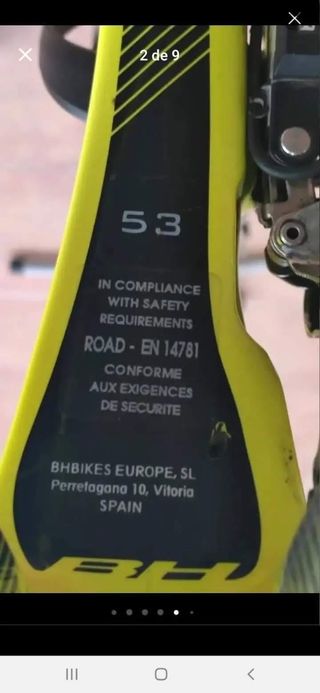 2 de 9
53
IN COMPLIANCE
WITH SAFETY
REQUIREMENTS
ROAD - EN 14781
CONFORME
AUX EXIGENCES
DE SECURITE
BHBIKES EUROPE, SL
Perretagana 10, Vitoria
SPAIN
BH